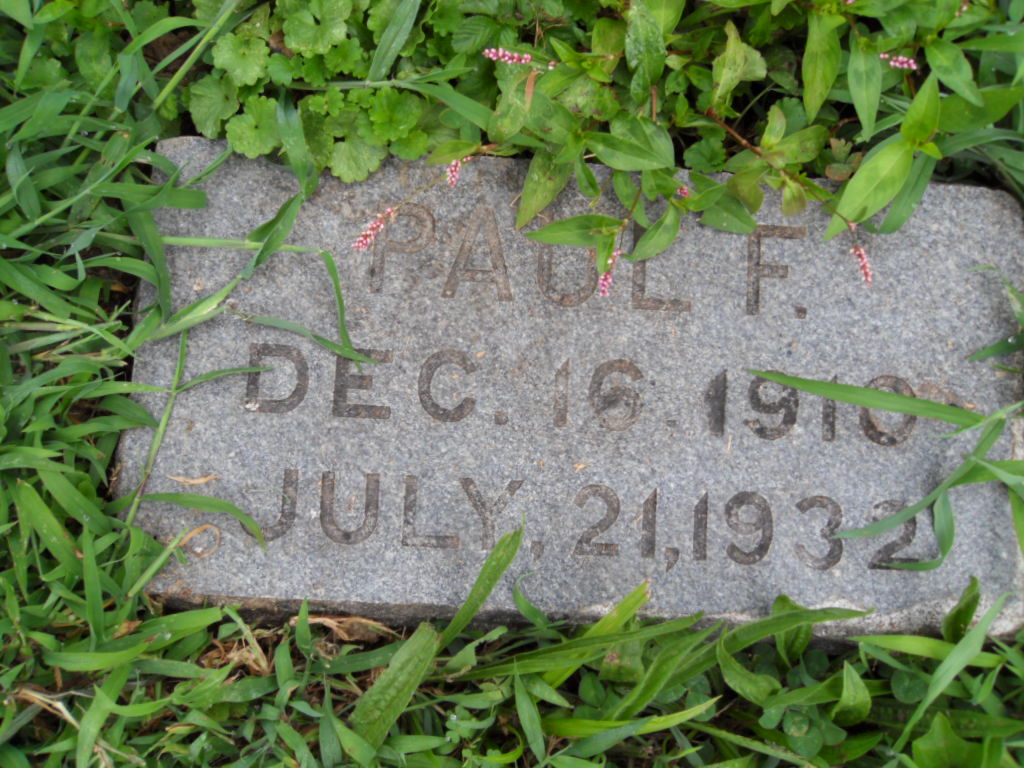 PAUL F.
DEC. 16. 1910
JULY, 21, 1932